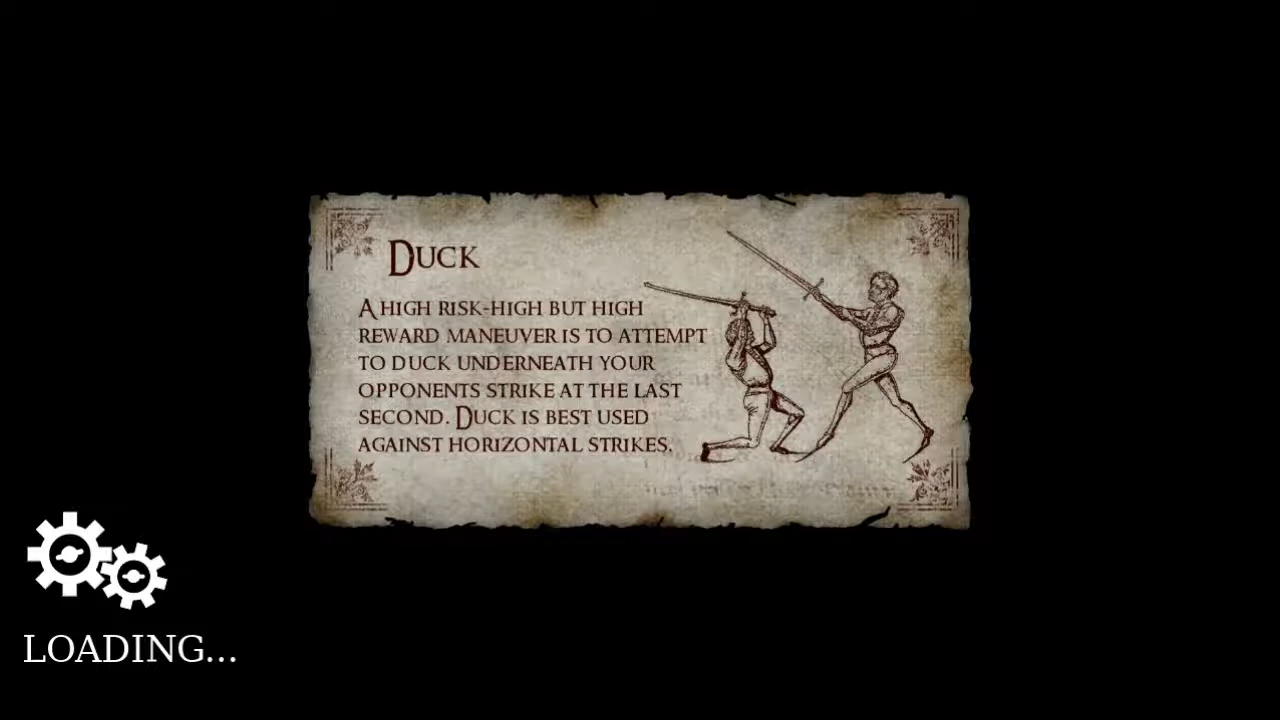 DUCK
A HIGH RISK-HIGH BUT HIGH
REWARD MANEUVER IS TO ATTEMPT
TO DUCK UNDERNEATH YOUR
OPPONENTS STRIKE AT THE LAST
SECOND. DUCK IS BEST USED
AGAINST HORIZONTAL STRIKES.
LOADING...